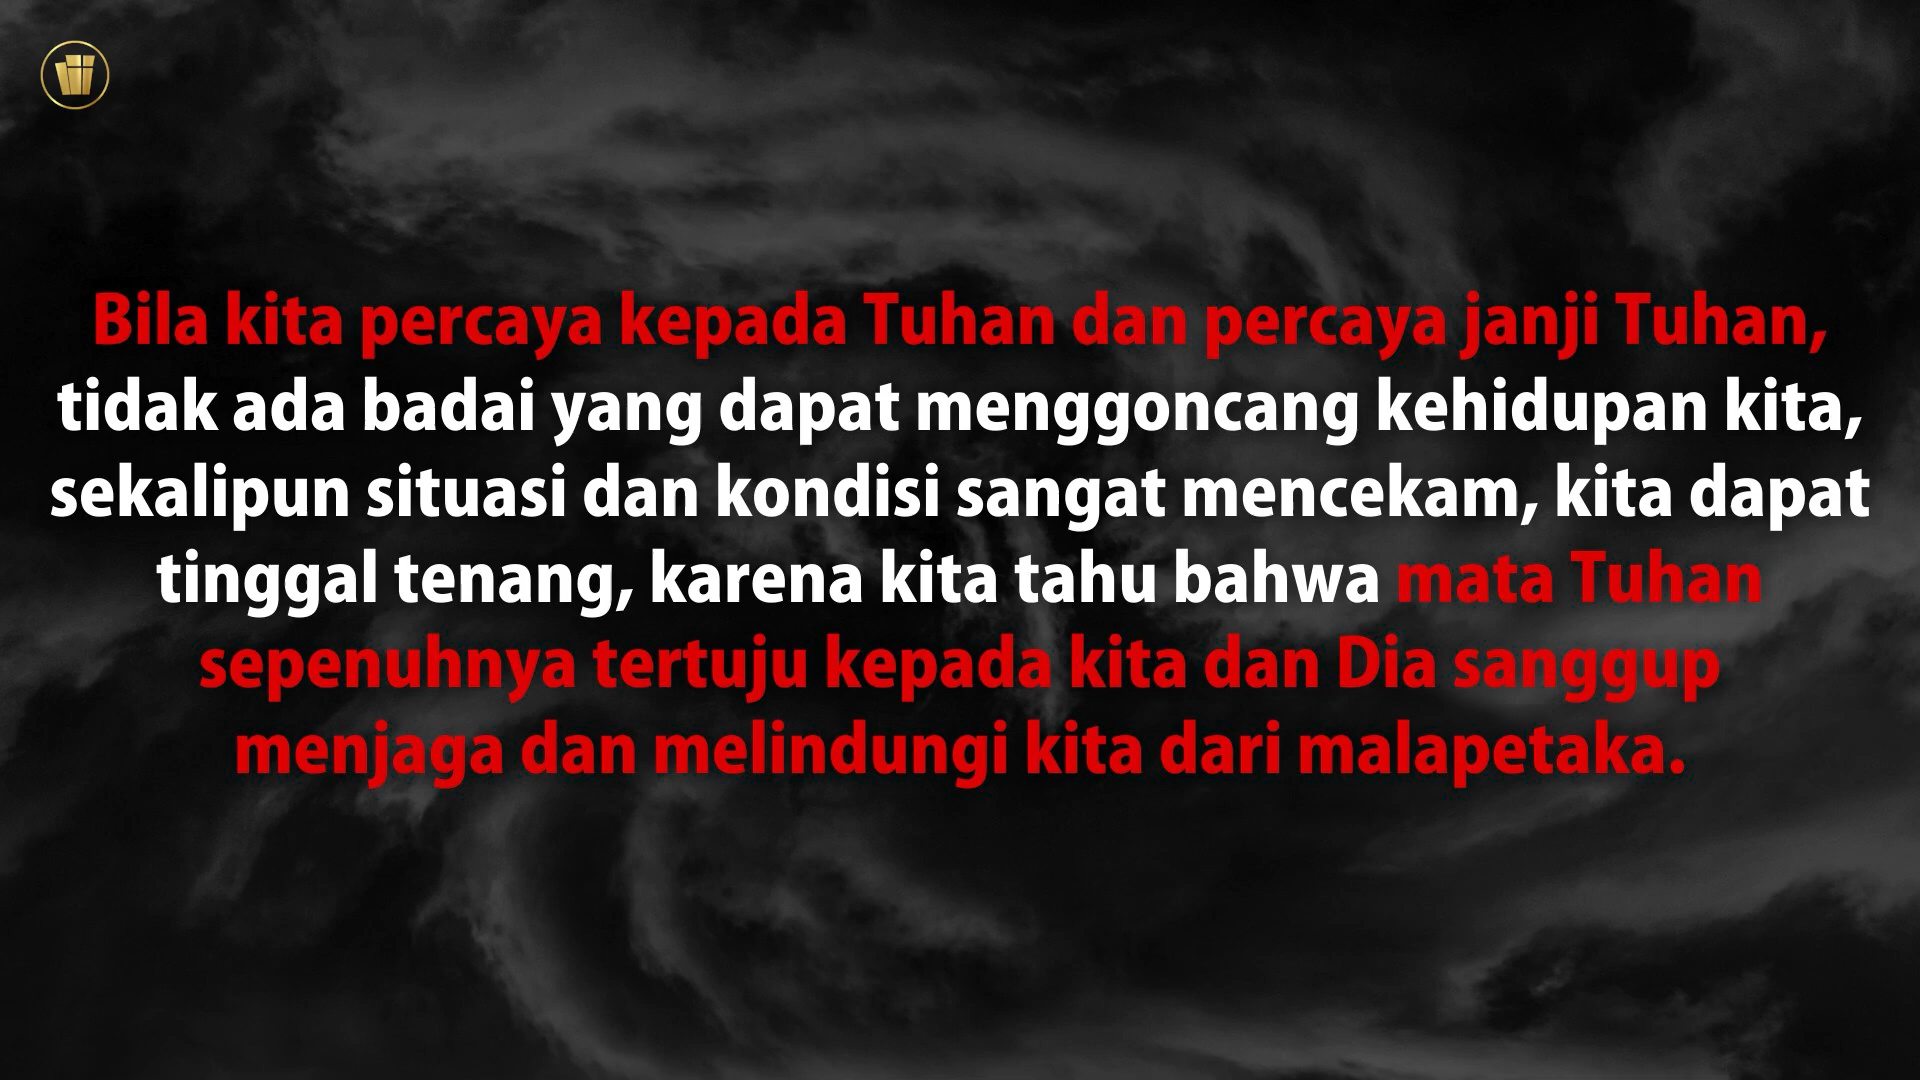 Bila kita percaya kepada Tuhan dan percaya janji Tuhan,
tidak ada badai yang dapat menggoncang kehidupan kita,
sekalipun situasi dan kondisi sangat mencekam, kita dapat
tinggal tenang, karena kita tahu bahwa mata Tuhan
sepenuhnya tertuju kepada kita dan Dia sanggup
menjaga dan melindungi kita dari malapetaka.